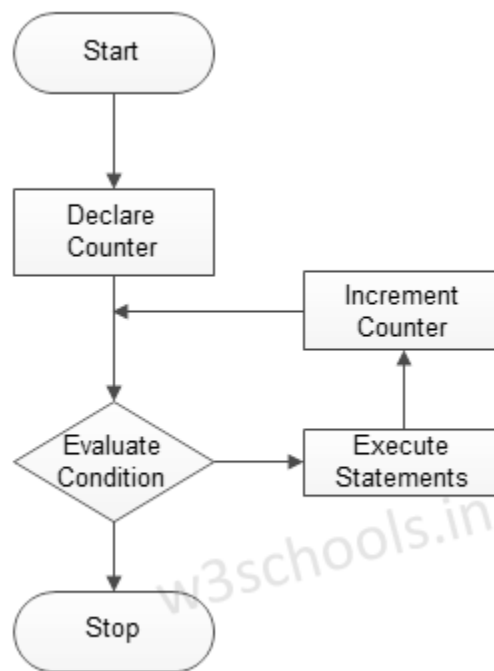 Start
Declare
Counter
Increment
Counter
Evaluate
Condition
Execute
Statements
Stop
w3schools.in